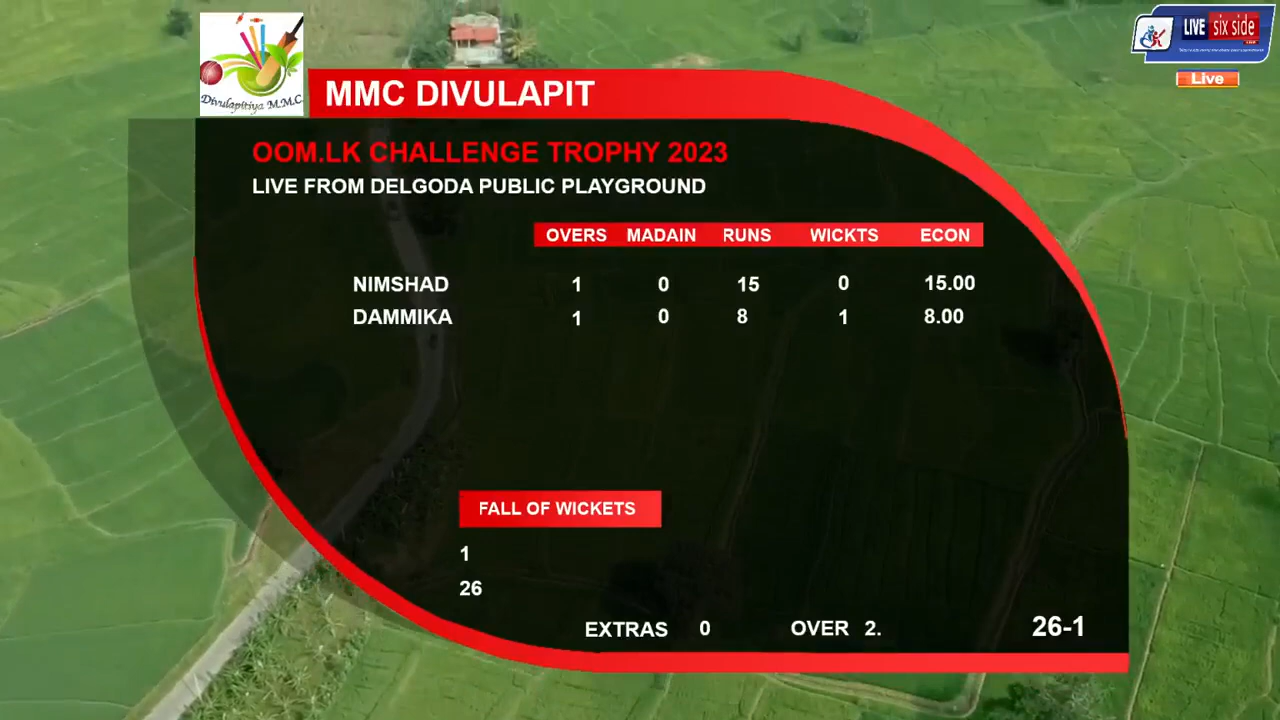 LIVE six side
Live
Divulapitiya M.M.C.
MMC DIVULAPIT
OOM.LK CHALLENGE TROPHY 2023
LIVE FROM DELGODA PUBLIC PLAYGROUND
OVERS MADAIN RUNS WICKTS ECON
NIMSHAD 1 0 15 0 15.00
DAMMIKA 1 0 8 1 8.00
FALL OF WICKETS
1
26
EXTRAS 0 OVER 2. 26-1